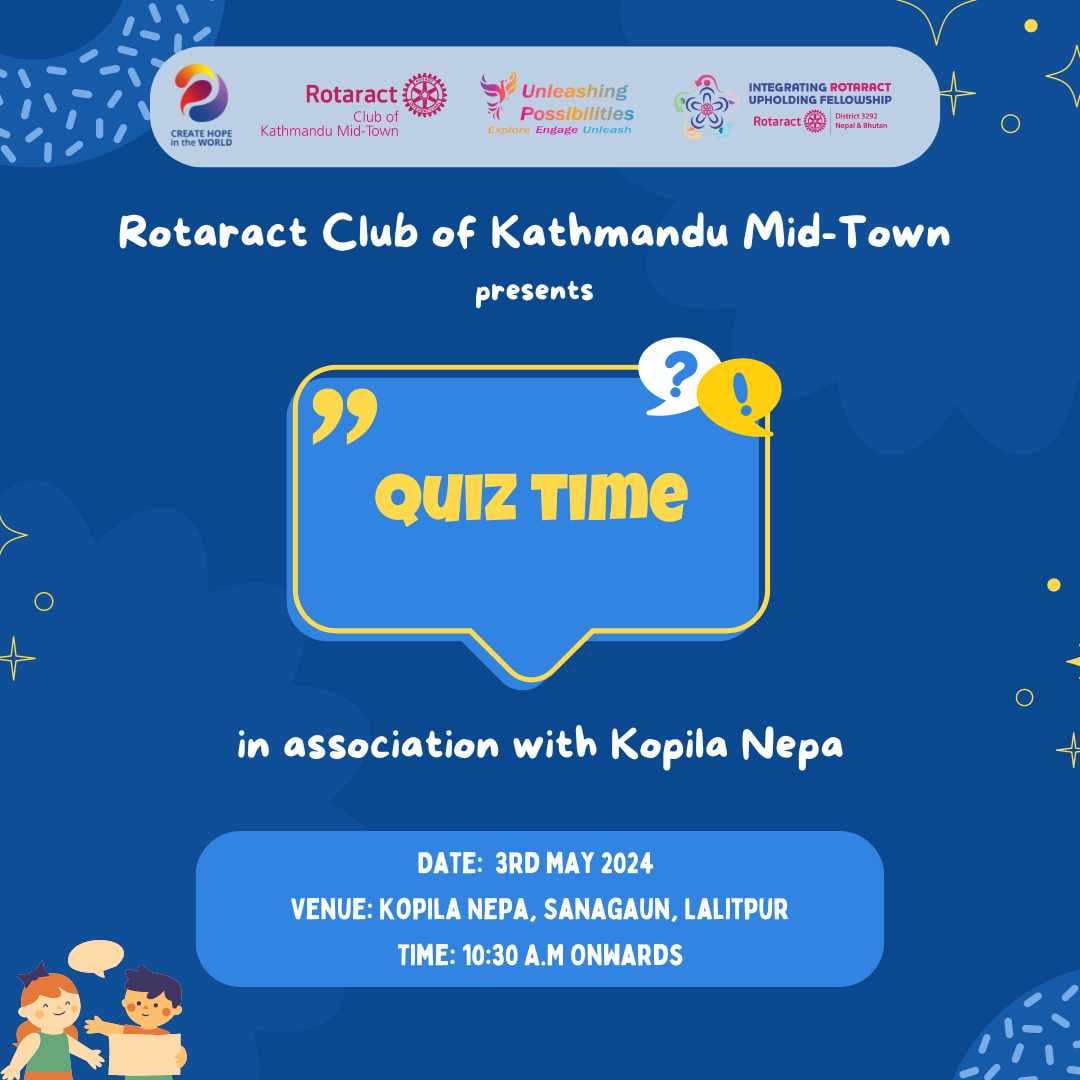 CREATE HOPE
in the WORLD
Rotaract
Club of
Kathmandu Mid-Town
Unleashing
Possibilities
Explore Engage Unleash
INTEGRATING ROTARACT
UPHOLDING FELLOWSHIP
Rotaract
District 3292
Nepal & Bhutan
Rotaract Club of Kathmandu Mid-Town
presents
?
!
”
QUIZ TIME
in association with Kopila Nepa
DATE: 3RD MAY 2024
VENUE: KOPILA NEPA, SANAGAUN, LALITPUR
TIME: 10:30 A.M ONWARDS